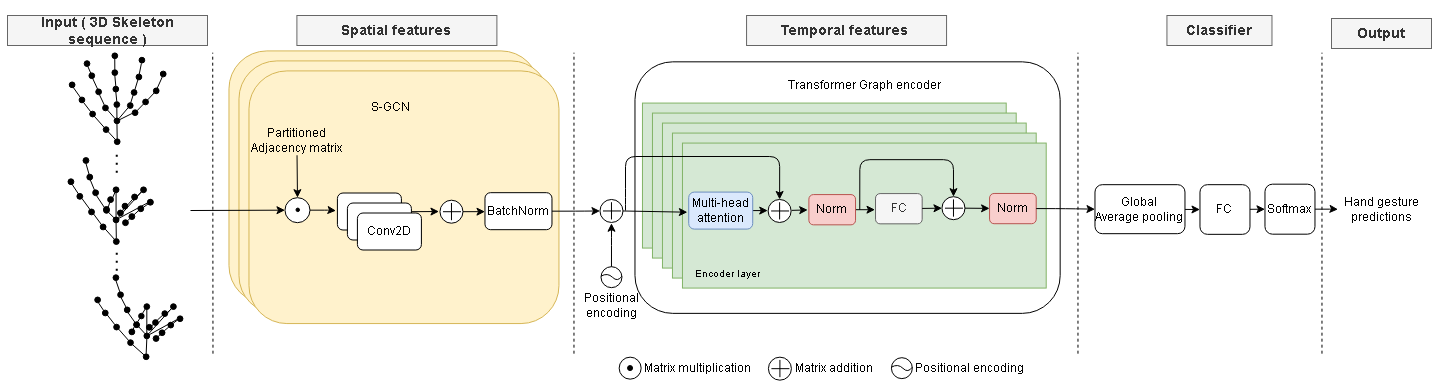 Input ( 3D Skeleton
sequence )
Spatial features
Temporal features
Classifier
Output
S-GCN
Partitioned
Adjacency matrix
Conv2D
BatchNorm
Positional
encoding
Transformer Graph encoder
Multi-head
attention
Norm
FC
Norm
Encoder layer
Global
Average pooling
FC
Softmax
Hand gesture
predictions
Matrix multiplication
Matrix addition
Positional encoding